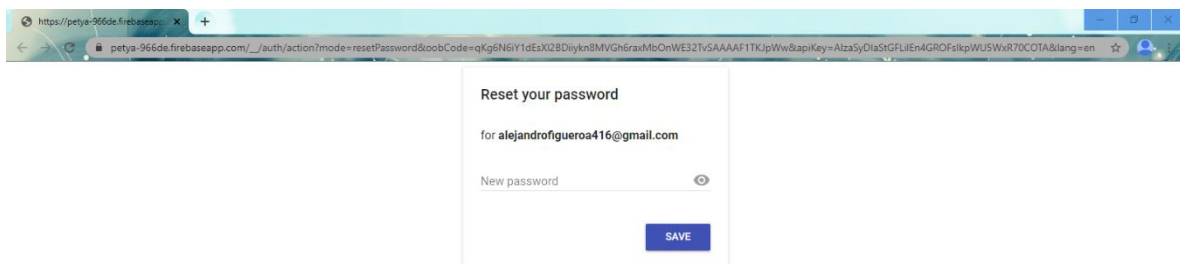 https://petya-966de.firebaseapp.
petya-966de.firebaseapp.com/__/auth/action?mode=resetPassword&oobCode=qKg6N6iY1dEsXl2BDiiykn8MVGh6raxMbOnWE32TvSAAAAF1TKJpWw&apiKey=AIzaSyDIaStGFLiIEn4GROFsIkpWU5WxR70COTA&lang=en
Reset your password
for alejandrofigueroa416@gmail.com
New password
SAVE